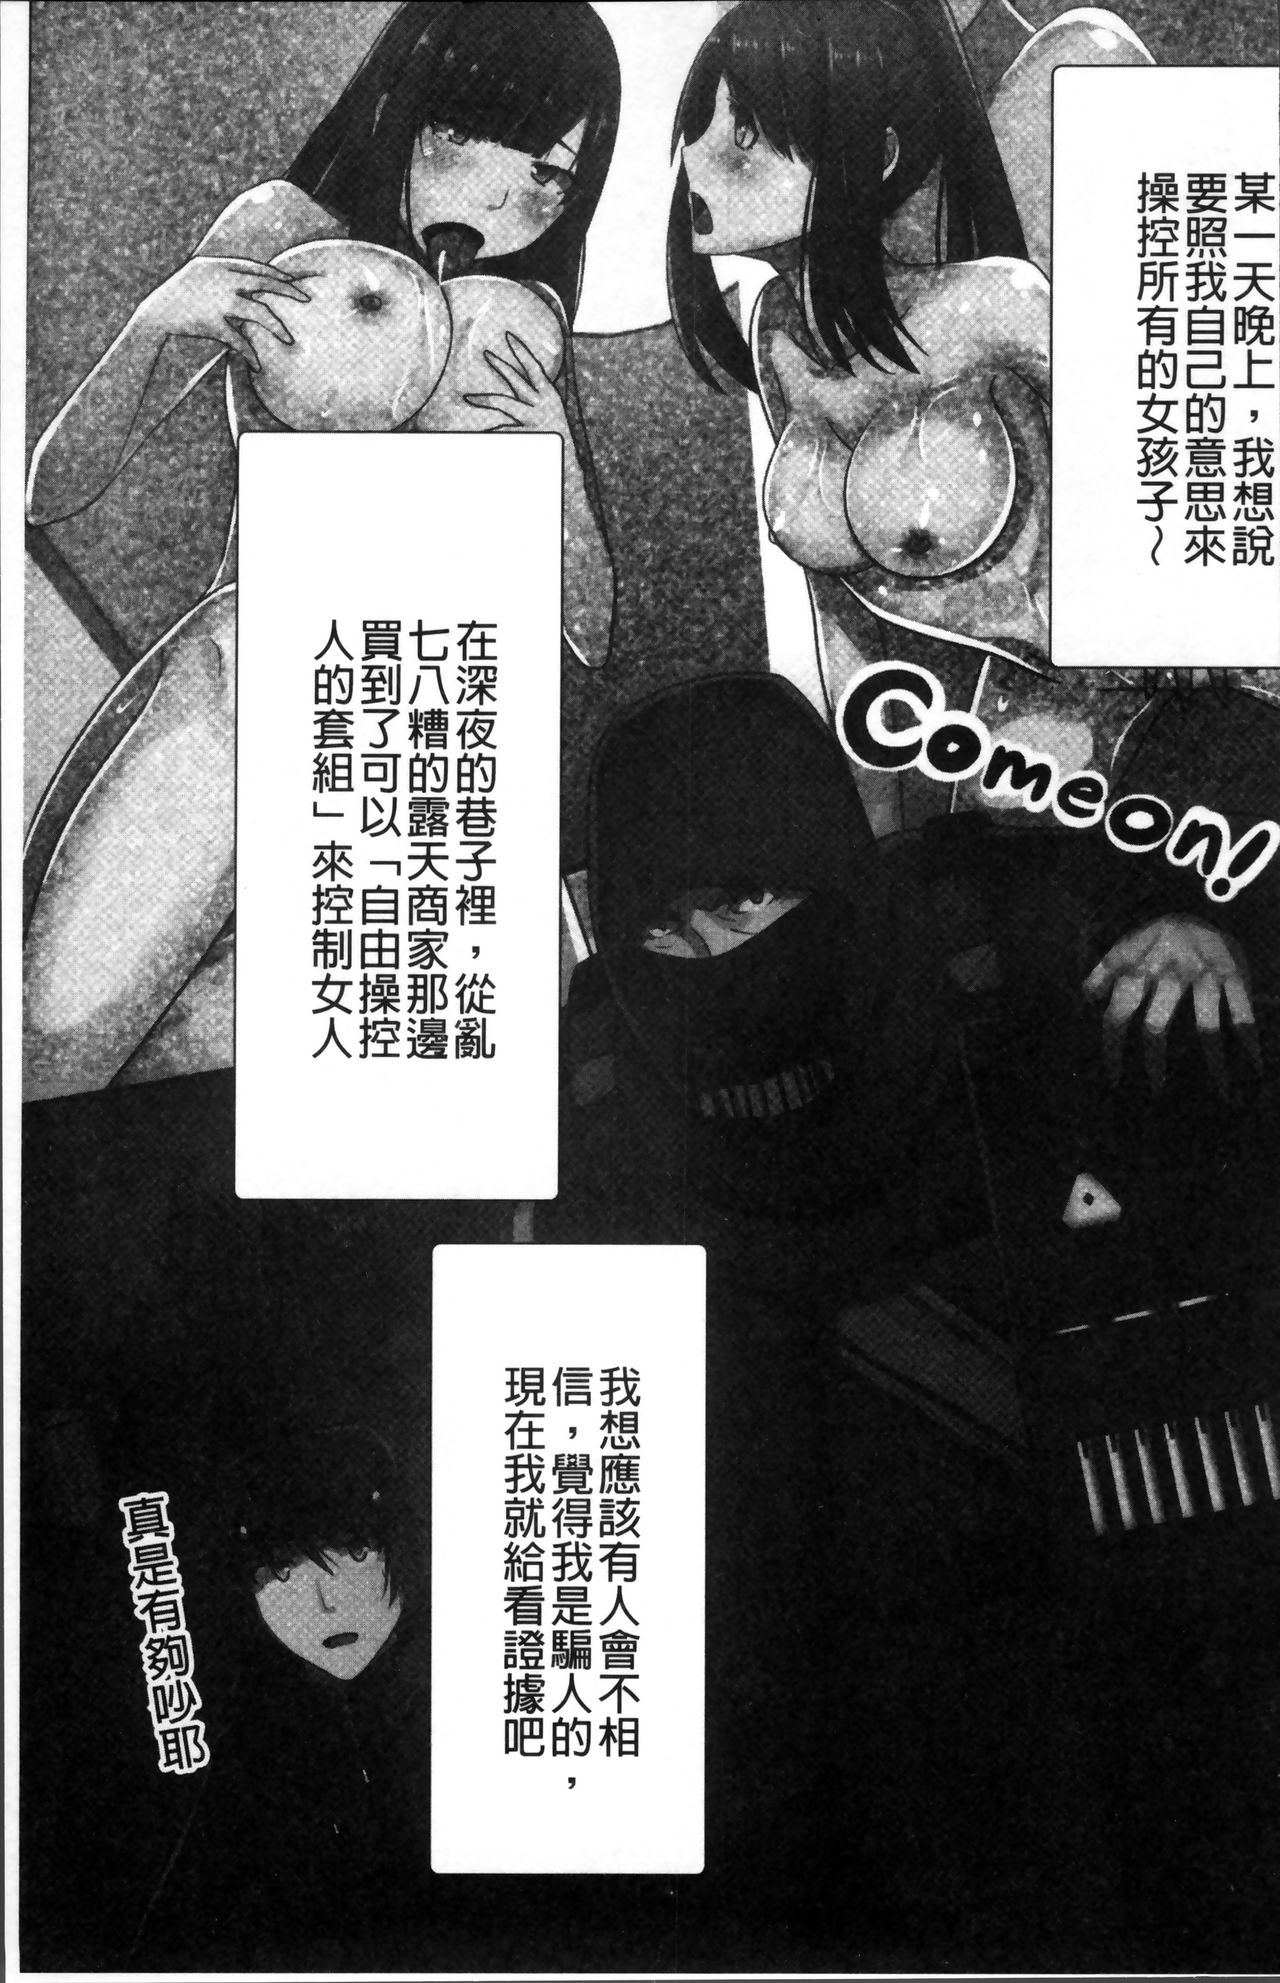 某一天晚上，我想說
要照我自己的意思來
操控所有的女孩子～
Comeon!
在深夜的巷子裡，從亂
七八糟的露天商家那邊
買到了可以「自由操控
人的套組」來控制女人
我想應該有人會不相
信，覺得我是騙人的，
現在我就給看證據吧
真是有夠吵耶